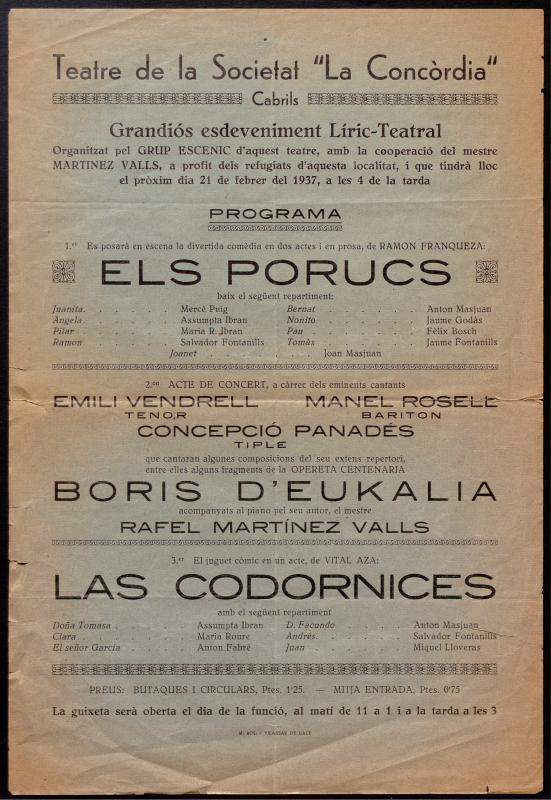 Teatre de la Societat "La Concòrdia"
Cabrils
Grandiós esdeveniment Líric-Teatral
Organitzat pel GRUP ESCENIC d'aquest teatre, amb la cooperació del mestre
MARTINEZ VALLS, a profit dels refugiats d'aquesta localitat, i que tindrà lloc
el pròxim dia 21 de febrer del 1937, a les 4 de la tarda
PROGRAMA
1.er Es posarà en escena la divertida comèdia en dos actes i en prosa, de RAMON FRANQUEZA:
ELS PORUCS
baix el següent repartiment:
Juanita. . . . . . Mercè Puig Bernat . . . . . . Anton Masjuan
Angela . . . . . . Assumpta Ibran Nonito . . . . . . Jaume Godàs
Pilar . . . . . . Maria R. Ibran Pau . . . . . . Fèlix Bosch
Ramon . . . . . . Salvador Fontanills Tomàs . . . . . . Jaume Fontanills
Joanet . . . . . . Joan Masjuan
2.on ACTE DE CONCERT, a càrrec dels eminents cantants
EMILI VENDRELL MANEL ROSELL
TENOR BARITON
CONCEPCIÓ PANADÉS
TIPLE
que cantaran algunes composicions del seu extens repertori,
entre elles alguns fragments de la OPERETA CENTENARIA
BORIS D'EUKALIA
acompanyats al piano pel seu autor, el mestre
RAFEL MARTÍNEZ VALLS
3.er El juguet còmic en un acte, de VITAL AZA:
LAS CODORNICES
amb el següent repartiment
Doña Tomasa . . . . . Assumpta Ibran D. Facundo . . . . . Anton Masjuan
Clara . . . . . Maria Roure Andrés. . . . . . Salvador Fontanills
El señor García . . . . . Anton Fabré Juan . . . . . Miquel Lloveras
PREUS: BUTAQUES I CIRCULARS, Ptes. 1'25. — MITJA ENTRADA, Ptes. 0'75
La guixeta serà oberta el dia de la funció, al matí de 11 a 1 i a la tarda a les 3
M. ROS. - VILASSAR DE DALT